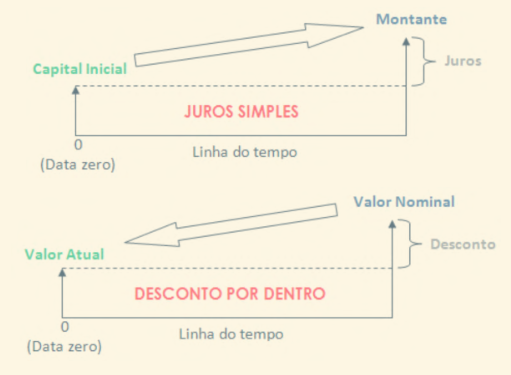 Montante
Capital Inicial
Juros
JUROS SIMPLES
0
(Data zero)
Linha do tempo
Valor Nominal
Valor Atual
Desconto
DESCONTO POR DENTRO
0
(Data zero)
Linha do tempo